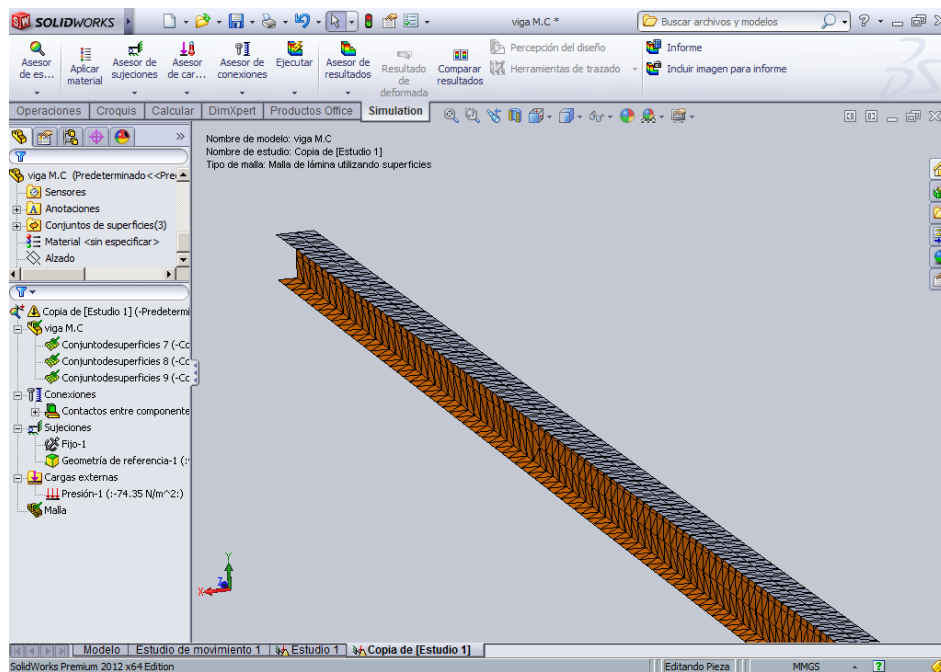 SOLIDWORKS
viga M.C *
Buscar archivos y modelos
Asesor de es...
Aplicar material
Asesor de sujeciones
Asesor de car...
Asesor de conexiones
Ejecutar
Asesor de resultados
Resultado de deformada
Comparar resultados
Percepción del diseño
Herramientas de trazado
Informe
Incluir imagen para informe
Operaciones
Croquis
Calcular
DimXpert
Productos Office
Simulation
Nombre de modelo: viga M.C
Nombre de estudio: Copia de [Estudio 1]
Tipo de malla: Malla de lámina utilizando superficies
viga M.C (Predeterminado<<Pre
Sensores
Anotaciones
Conjuntos de superficies(3)
Material <sin especificar>
Alzado
Copia de [Estudio 1] (-Predetermi
viga M.C
Conjuntodesuperficies 7 (-Cc
Conjuntodesuperficies 8 (-Cc
Conjuntodesuperficies 9 (-Cc
Conexiones
Contactos entre componente
Sujeciones
Fijo-1
Geometría de referencia-1 (:
Cargas externas
Presión-1 (:-74.35 N/m^2:)
Malla
Y
X
Z
Modelo
Estudio de movimiento 1
Estudio 1
Copia de [Estudio 1]
SolidWorks Premium 2012 x64 Edition
Editando Pieza
MMGS